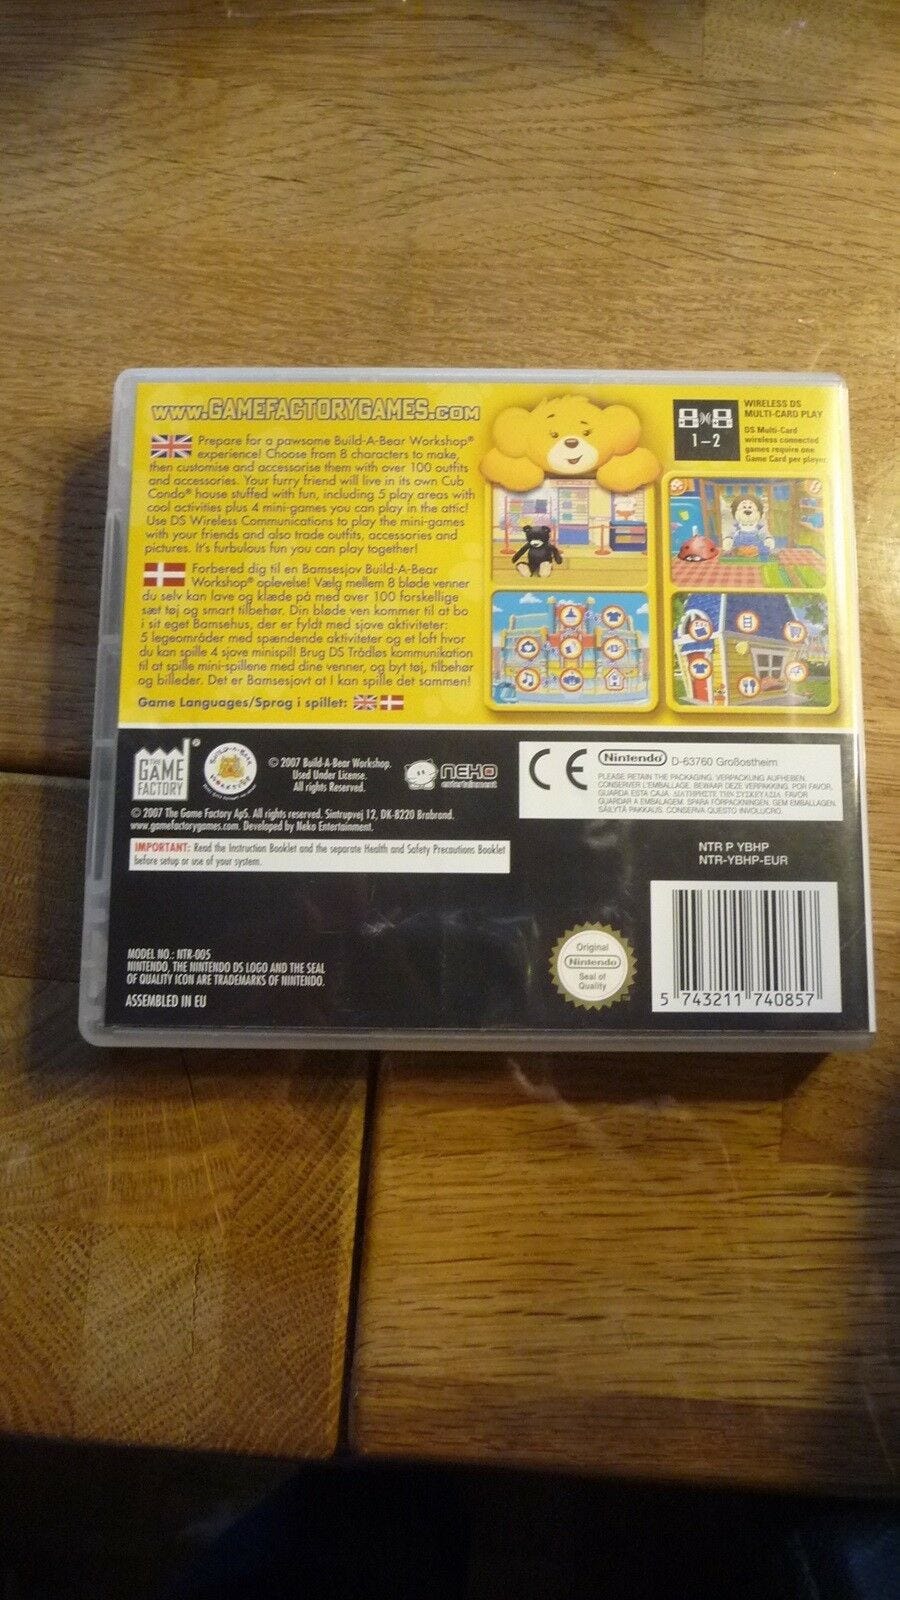 www.GAMEFACTORYGAMES.com
Prepare for a pawsome Build-A-Bear Workshop®
experience! Choose from 8 characters to make,
then customise and accessorise them with over 100 outfits
and accessories. Your furry friend will live in its own Cub
Condo® house stuffed with fun, including 5 play areas with
cool activities plus 4 mini-games you can play in the attic!
Use DS Wireless Communications to play the mini-games
with your friends and also trade outfits, accessories and
pictures. It's furbulous fun you can play together!
Forbered dig til en Bamsesjov Build-A-Bear
Workshop® oplevelse! Vælg mellem 8 bløde venner
du selv kan lave og klæde på med over 100 forskellige
sæt tøj og smart tilbehør. Din bløde ven kommer til at bo
i sit eget Bamsehus, der er fyldt med sjove aktiviteter:
5 legeområder med spændende aktiviteter og et loft hvor
du kan spille 4 sjove minispil! Brug DS Trådløs kommunikation
til at spille mini-spillene med dine venner, og byt tøj, tilbehør
og billeder. Det er Bamsesjovt at I kan spille det sammen!
Game Languages/Sprog i spillet:
1–2
WIRELESS DS
MULTI-CARD PLAY
DS Multi-Card
wireless connected
games require one
Game Card per player.
THE
GAME
FACTORY
®
BUILD-A-BEAR
WORKSHOP
© 2007 Build-A-Bear Workshop.
Used Under License.
All rights Reserved.
NEKO
entertainment
© 2007 The Game Factory ApS. All rights reserved. Sintrupvej 12, DK-8220 Brabrand.
www.gamefactorygames.com. Developed by Neko Entertainment.
IMPORTANT: Read the Instruction Booklet and the separate Health and Safety Precautions Booklet
before setup or use of your system.
CE
Nintendo
D-63760 Großostheim
PLEASE RETAIN THE PACKAGING. VERPACKUNG AUFHEBEN.
CONSERVER L'EMBALLAGE. BEWAAR DEZE VERPAKKING. POR FAVOR,
GUARDA ESTA CAJA. ΔΙΑΤΗΡΗΣΤΕ ΤΗΝ ΣΥΣΚΕΥΑΣΙΑ. FAVOR
GUARDAR A EMBALAGEM. SPARA FÖRPACKNINGEN. GEM EMBALLAGEN.
SÄILYTÄ PAKKAUS. CONSERVA QUESTO INVOLUCRO.
NTR P YBHP
NTR-YBHP-EUR
MODEL NO.: NTR-005
NINTENDO, THE NINTENDO DS LOGO AND THE SEAL
OF QUALITY ICON ARE TRADEMARKS OF NINTENDO.
ASSEMBLED IN EU
Original
Nintendo
Seal of
Quality
5 743211 740857